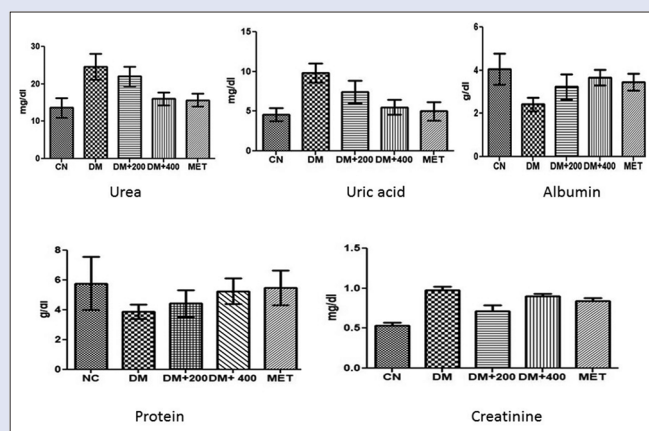 mg/dl
30
20
10
0
CN DM DM+200 DM+400 MET
Urea
mg/dl
15
10
5
0
CN DM DM+200 DM+400 MET
Uric acid
g/dl
6
4
2
0
CN DM DM+200 DM+400 MET
Albumin
g/dl
8
6
4
2
0
NC DM DM+200 DM+ 400 MET
Protein
mg/dl
1.5
1.0
0.5
0.0
CN DM DM+200 DM+400 MET
Creatinine